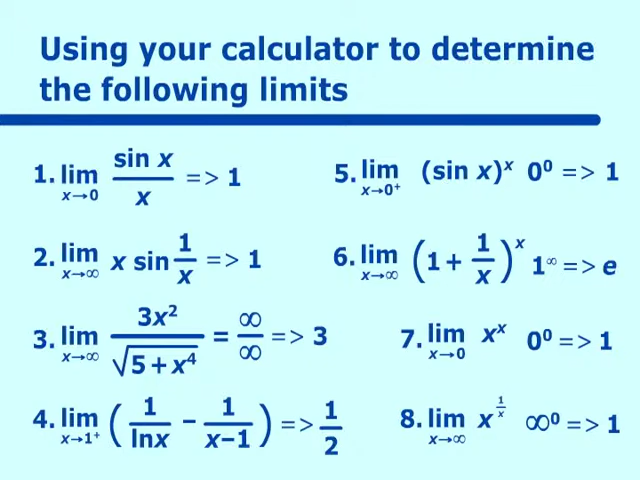 Using your calculator to determine
the following limits
1. lim x→0 sin x / x => 1
2. lim x→∞ x sin 1/x => 1
3. lim x→∞ 3x² / √(5+x⁴) = ∞/∞ => 3
4. lim x→1⁺ (1/lnx − 1/x−1) => 1/2
5. lim x→0⁺ (sin x)ˣ 0⁰ => 1
6. lim x→∞ (1+ 1/x)ˣ 1^∞ => e
7. lim x→0 xˣ 0⁰ => 1
8. lim x→∞ x^(1/x) ∞⁰ => 1